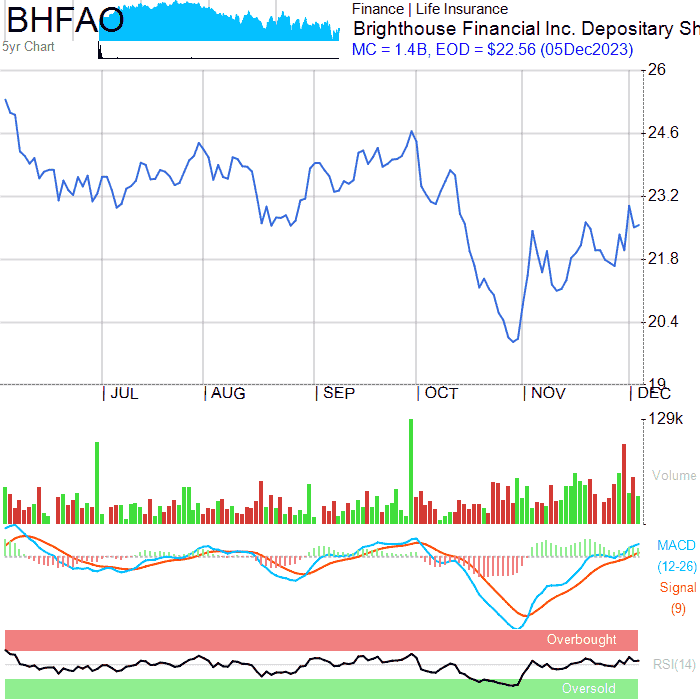 BHFAO
5yr Chart
Finance | Life Insurance
Brighthouse Financial Inc. Depositary Sh
MC = 1.4B, EOD = $22.56 (05Dec2023)
26
24.6
23.2
21.8
20.4
19
JUL AUG SEP OCT NOV DEC
129k
Volume
MACD
(12-26)
Signal
(9)
Overbought
RSI(14)
Oversold